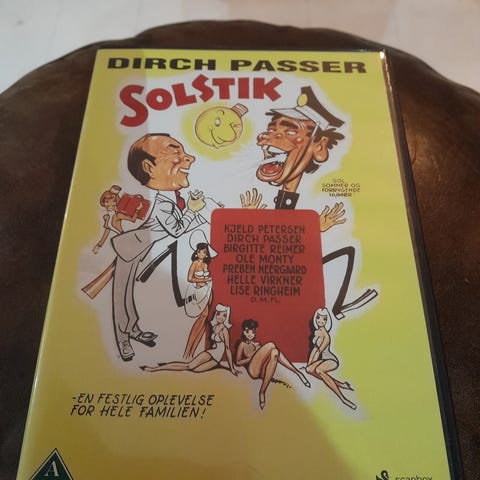 DIRCH PASSER
SOLSTIK
SOL
SOMMER OG
FORRYGENDE
HUMØR
KJELD PETERSEN
DIRCH PASSER
BIRGITTE REIMER
OLE MONTY
PREBEN NEERGAARD
HELLE VIRKNER
LISE RINGHEIM
O.M.FL.
-EN FESTLIG OPLEVELSE
FOR HELE FAMILIEN!
A
scanbox